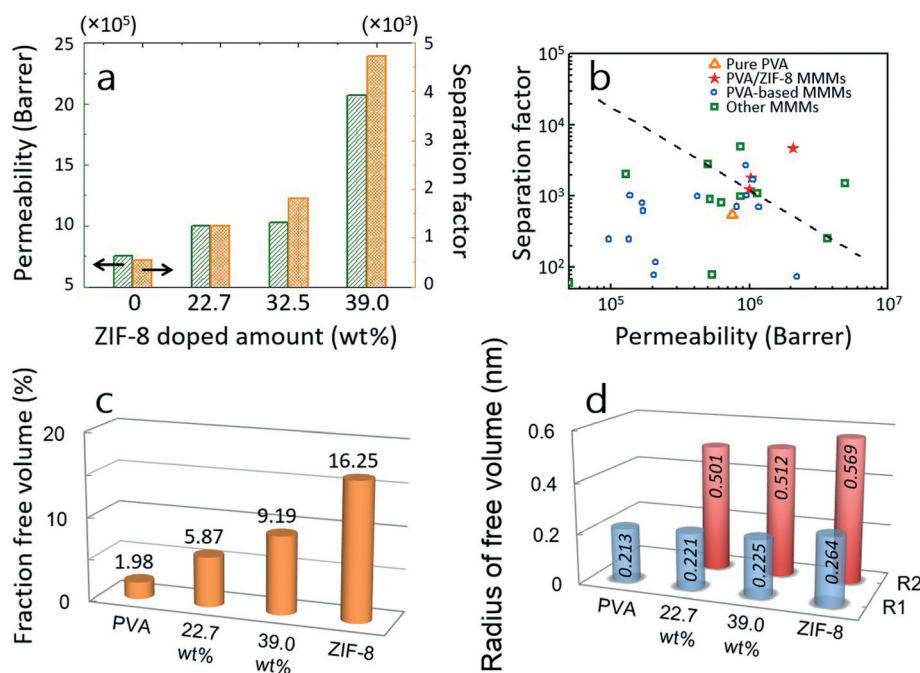 (×10⁵)
(×10³)
a
25
20
15
10
5
5
4
3
2
1
0
Permeability (Barrer)
Separation factor
0
22.7
32.5
39.0
ZIF-8 doped amount (wt%)
b
Pure PVA
PVA/ZIF-8 MMMs
PVA-based MMMs
Other MMMs
10⁵
10⁴
10³
10²
Separation factor
10⁵
10⁶
10⁷
Permeability (Barrer)
c
Fraction free volume (%)
20
10
0
1.98
5.87
9.19
16.25
PVA
22.7
wt%
39.0
wt%
ZIF-8
d
Radius of free volume (nm)
0.6
0.4
0.2
0
0.501
0.512
0.569
0.213
0.221
0.225
0.264
PVA
22.7
wt%
39.0
wt%
ZIF-8
R2
R1